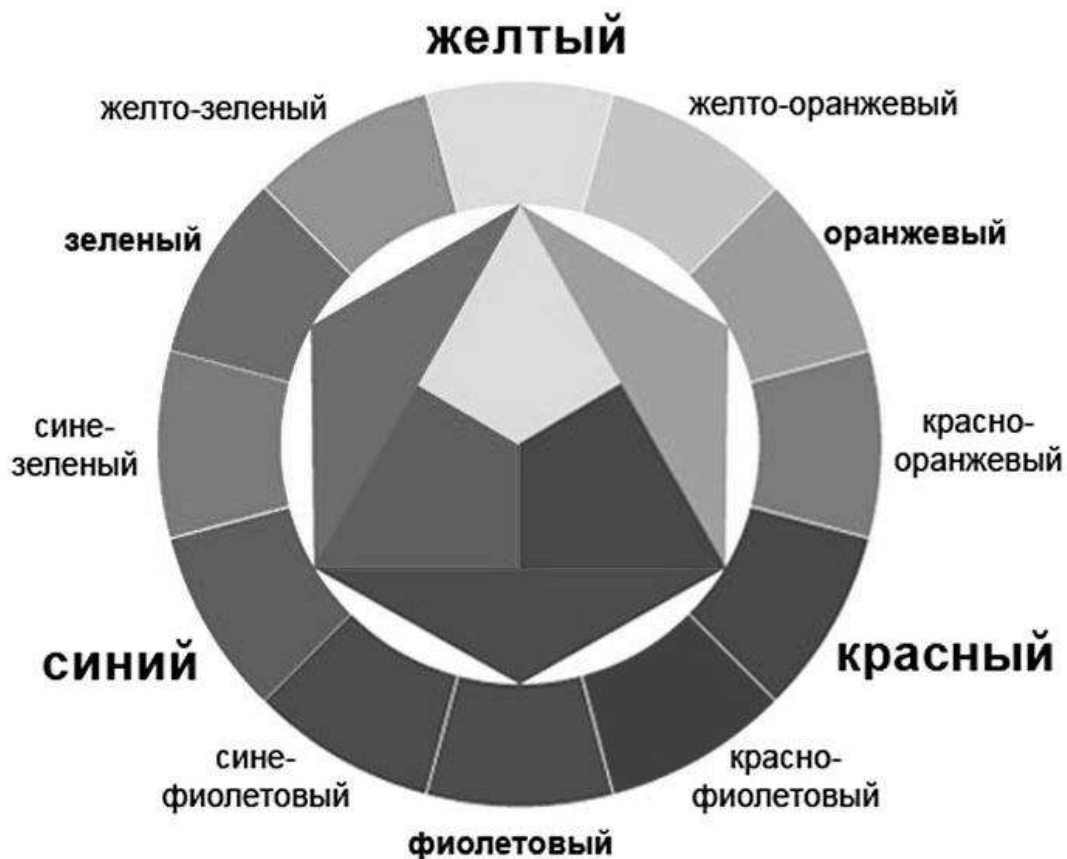 желтый
желто-зеленый
желто-оранжевый
зеленый
оранжевый
сине-
зеленый
красно-
оранжевый
синий
красный
сине-
фиолетовый
красно-
фиолетовый
фиолетовый